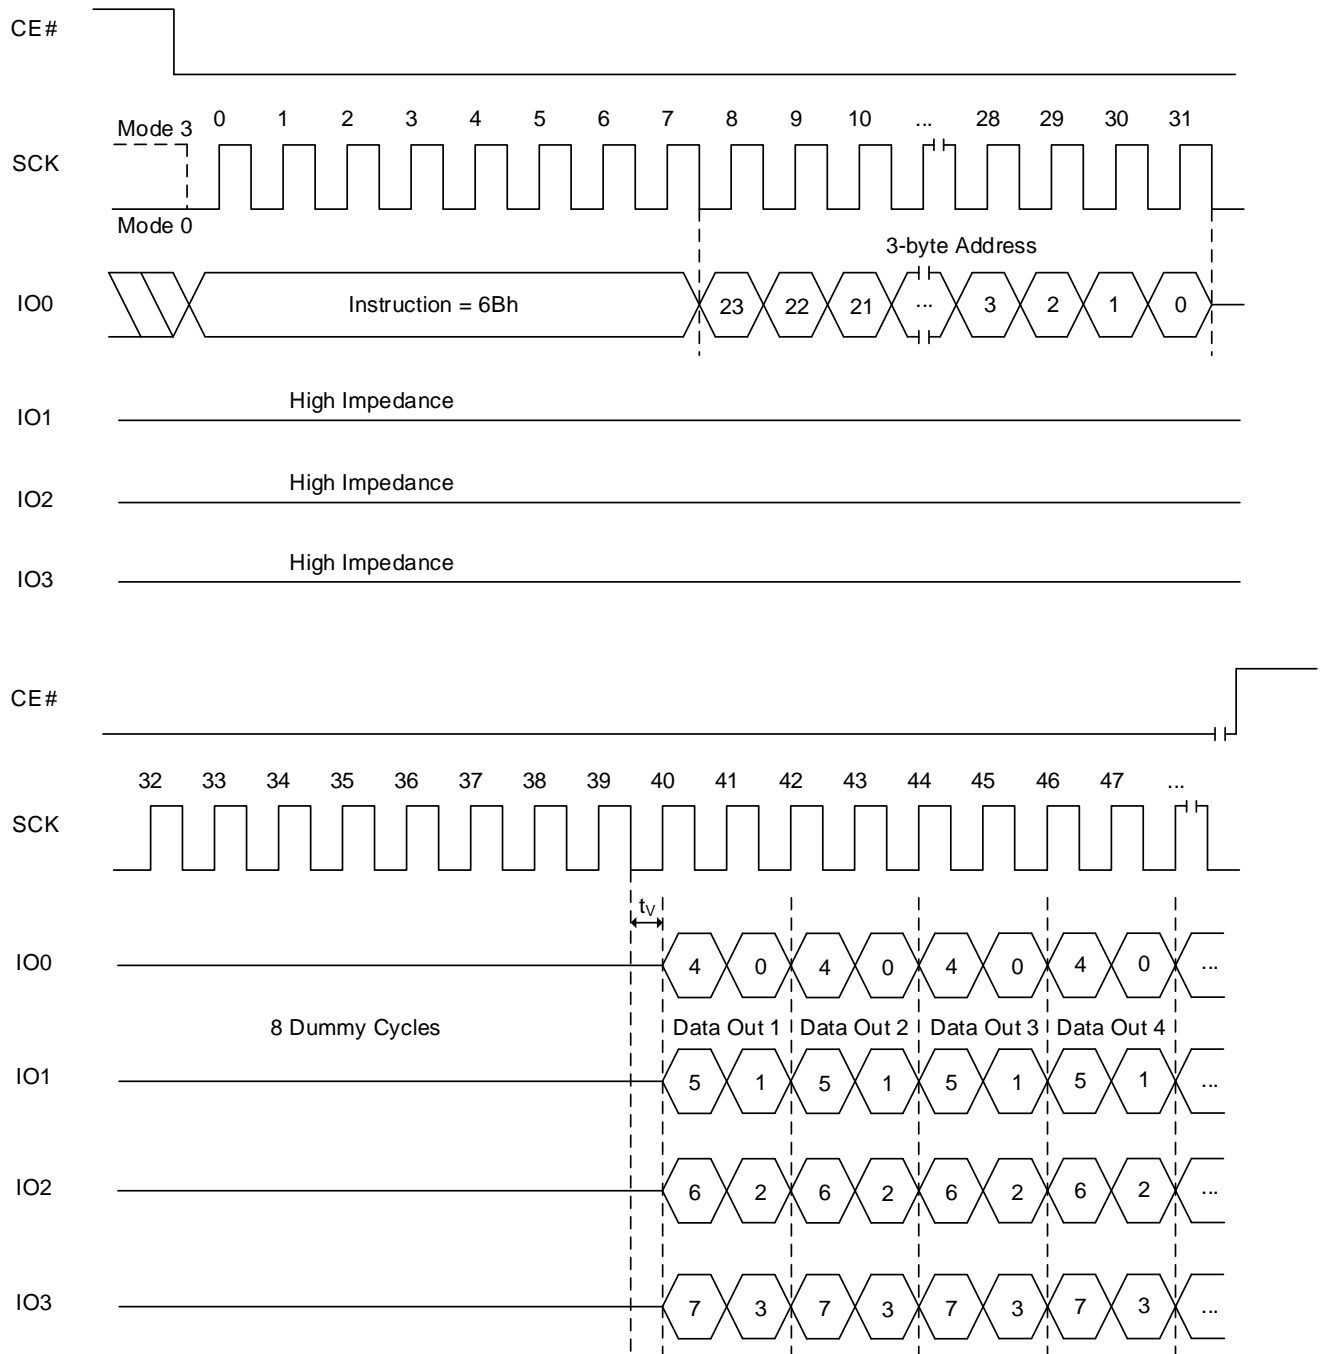 CE#
Mode 3 0 1 2 3 4 5 6 7 8 9 10 ... 28 29 30 31
SCK
Mode 0
3-byte Address
IO0 Instruction = 6Bh 23 22 21 ... 3 2 1 0
High Impedance
IO1
High Impedance
IO2
High Impedance
IO3
CE#
32 33 34 35 36 37 38 39 40 41 42 43 44 45 46 47 ...
SCK
tV
IO0 4 0 4 0 4 0 4 0 ...
8 Dummy Cycles Data Out 1 Data Out 2 Data Out 3 Data Out 4
IO1 5 1 5 1 5 1 5 1 ...
IO2 6 2 6 2 6 2 6 2 ...
IO3 7 3 7 3 7 3 7 3 ...